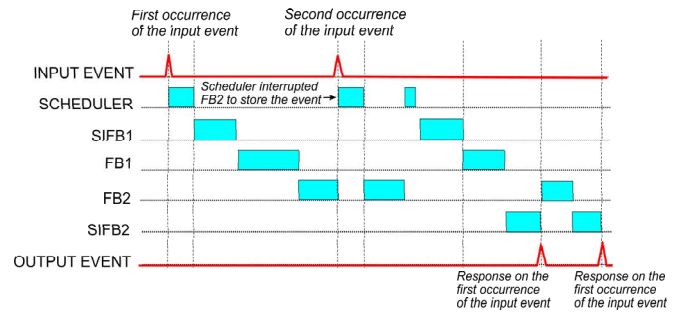 First occurrence
of the input event
Second occurence
of the input event
INPUT EVENT
Scheduler interrupted
FB2 to store the event
SCHEDULER
SIFB1
FB1
FB2
SIFB2
OUTPUT EVENT
Response on the
first occurrence
of the input event
Response on the
first occurrence
of the input event